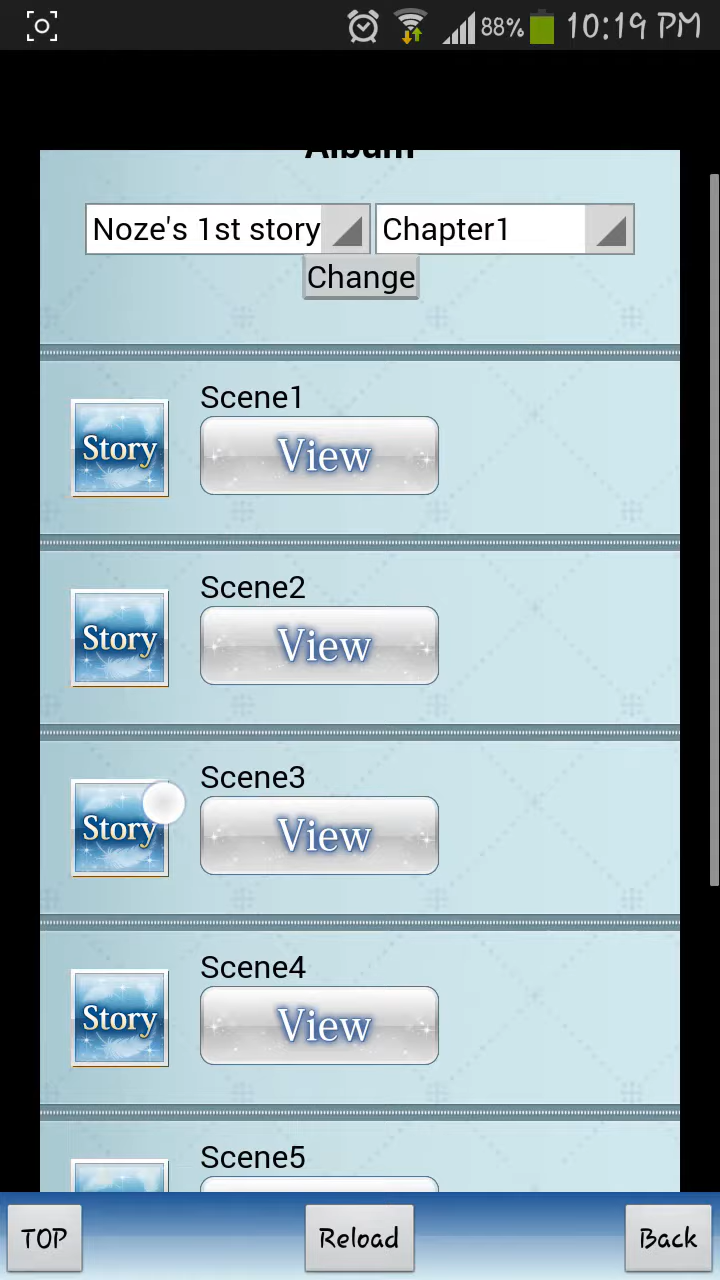 88% 10:19 PM
Album
Noze's 1st story Chapter1
Change
Scene1
Story View
Scene2
Story View
Scene3
Story View
Scene4
Story View
Scene5
TOP Reload Back